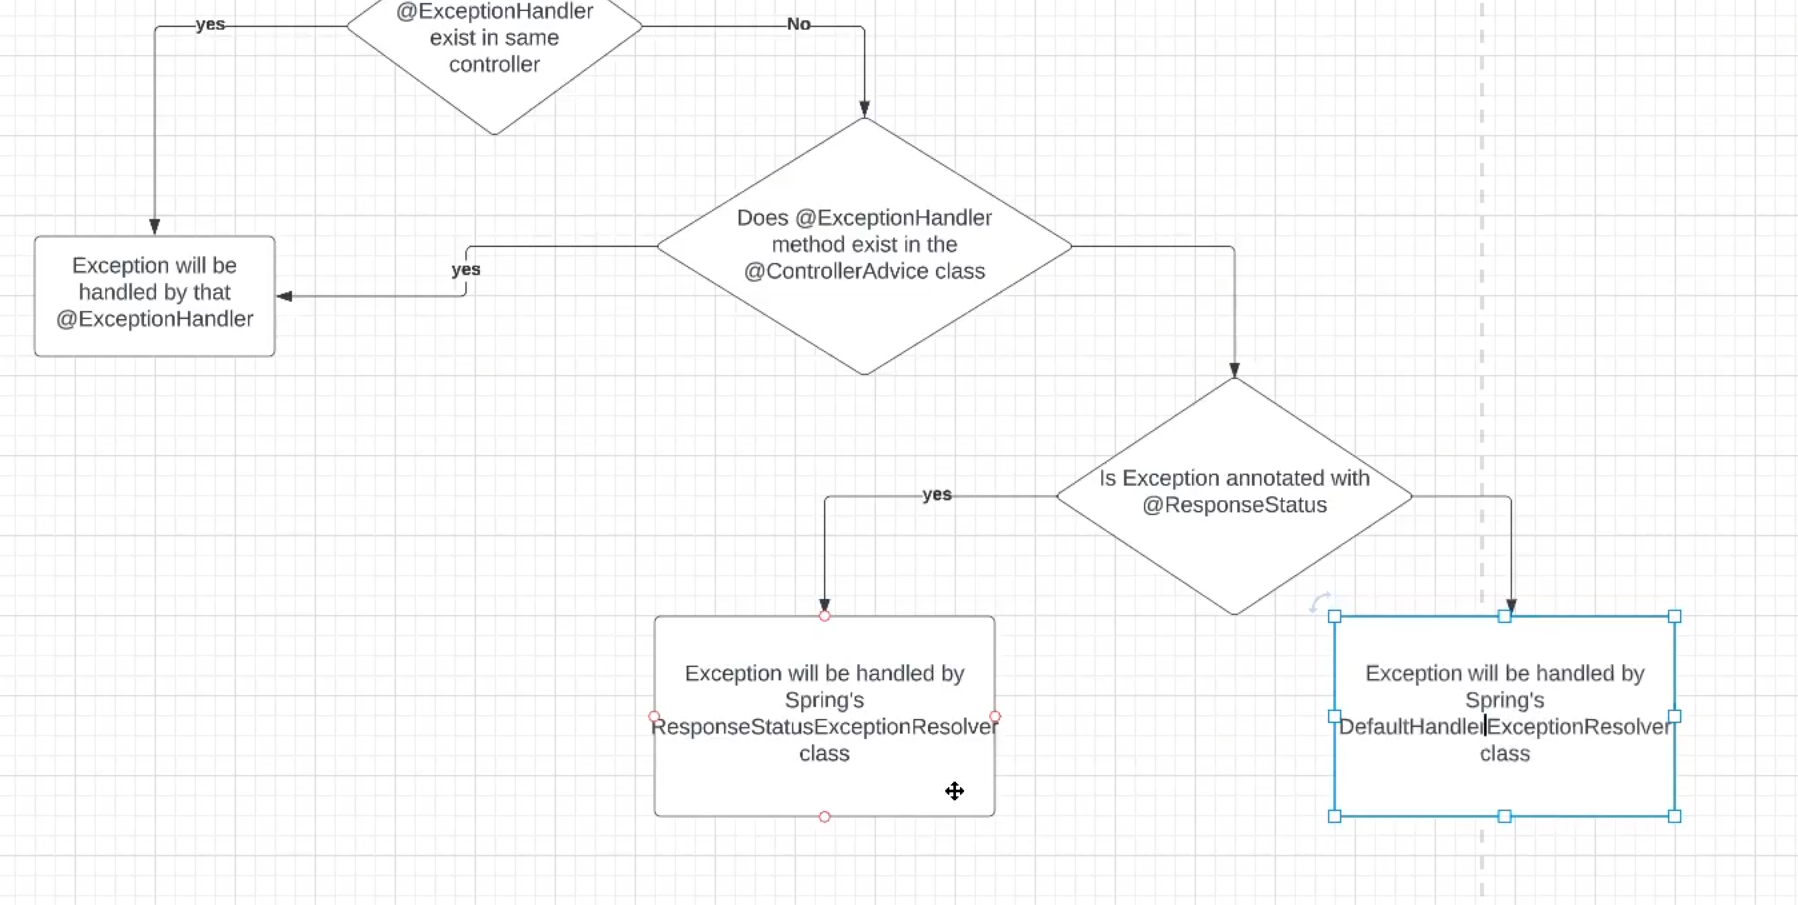 @ExceptionHandler
exist in same
controller
yes
No
Does @ExceptionHandler
method exist in the
@ControllerAdvice class
yes
Exception will be
handled by that
@ExceptionHandler
Is Exception annotated with
@ResponseStatus
yes
Exception will be handled by
Spring's
ResponseStatusExceptionResolver
class
Exception will be handled by
Spring's
DefaultHandlerExceptionResolver
class